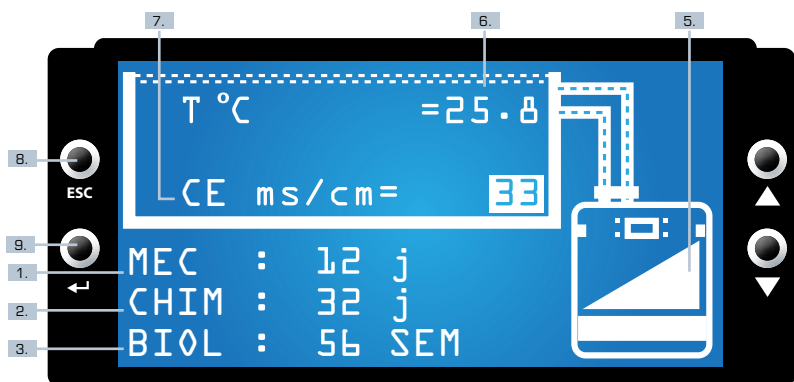 7.
6.
5.
T °C =25.8
8.
ESC
CE ms/cm= 33
9.
1.
MEC : 12 j
2.
CHIM : 32 j
3.
BIOL : 56 SEM